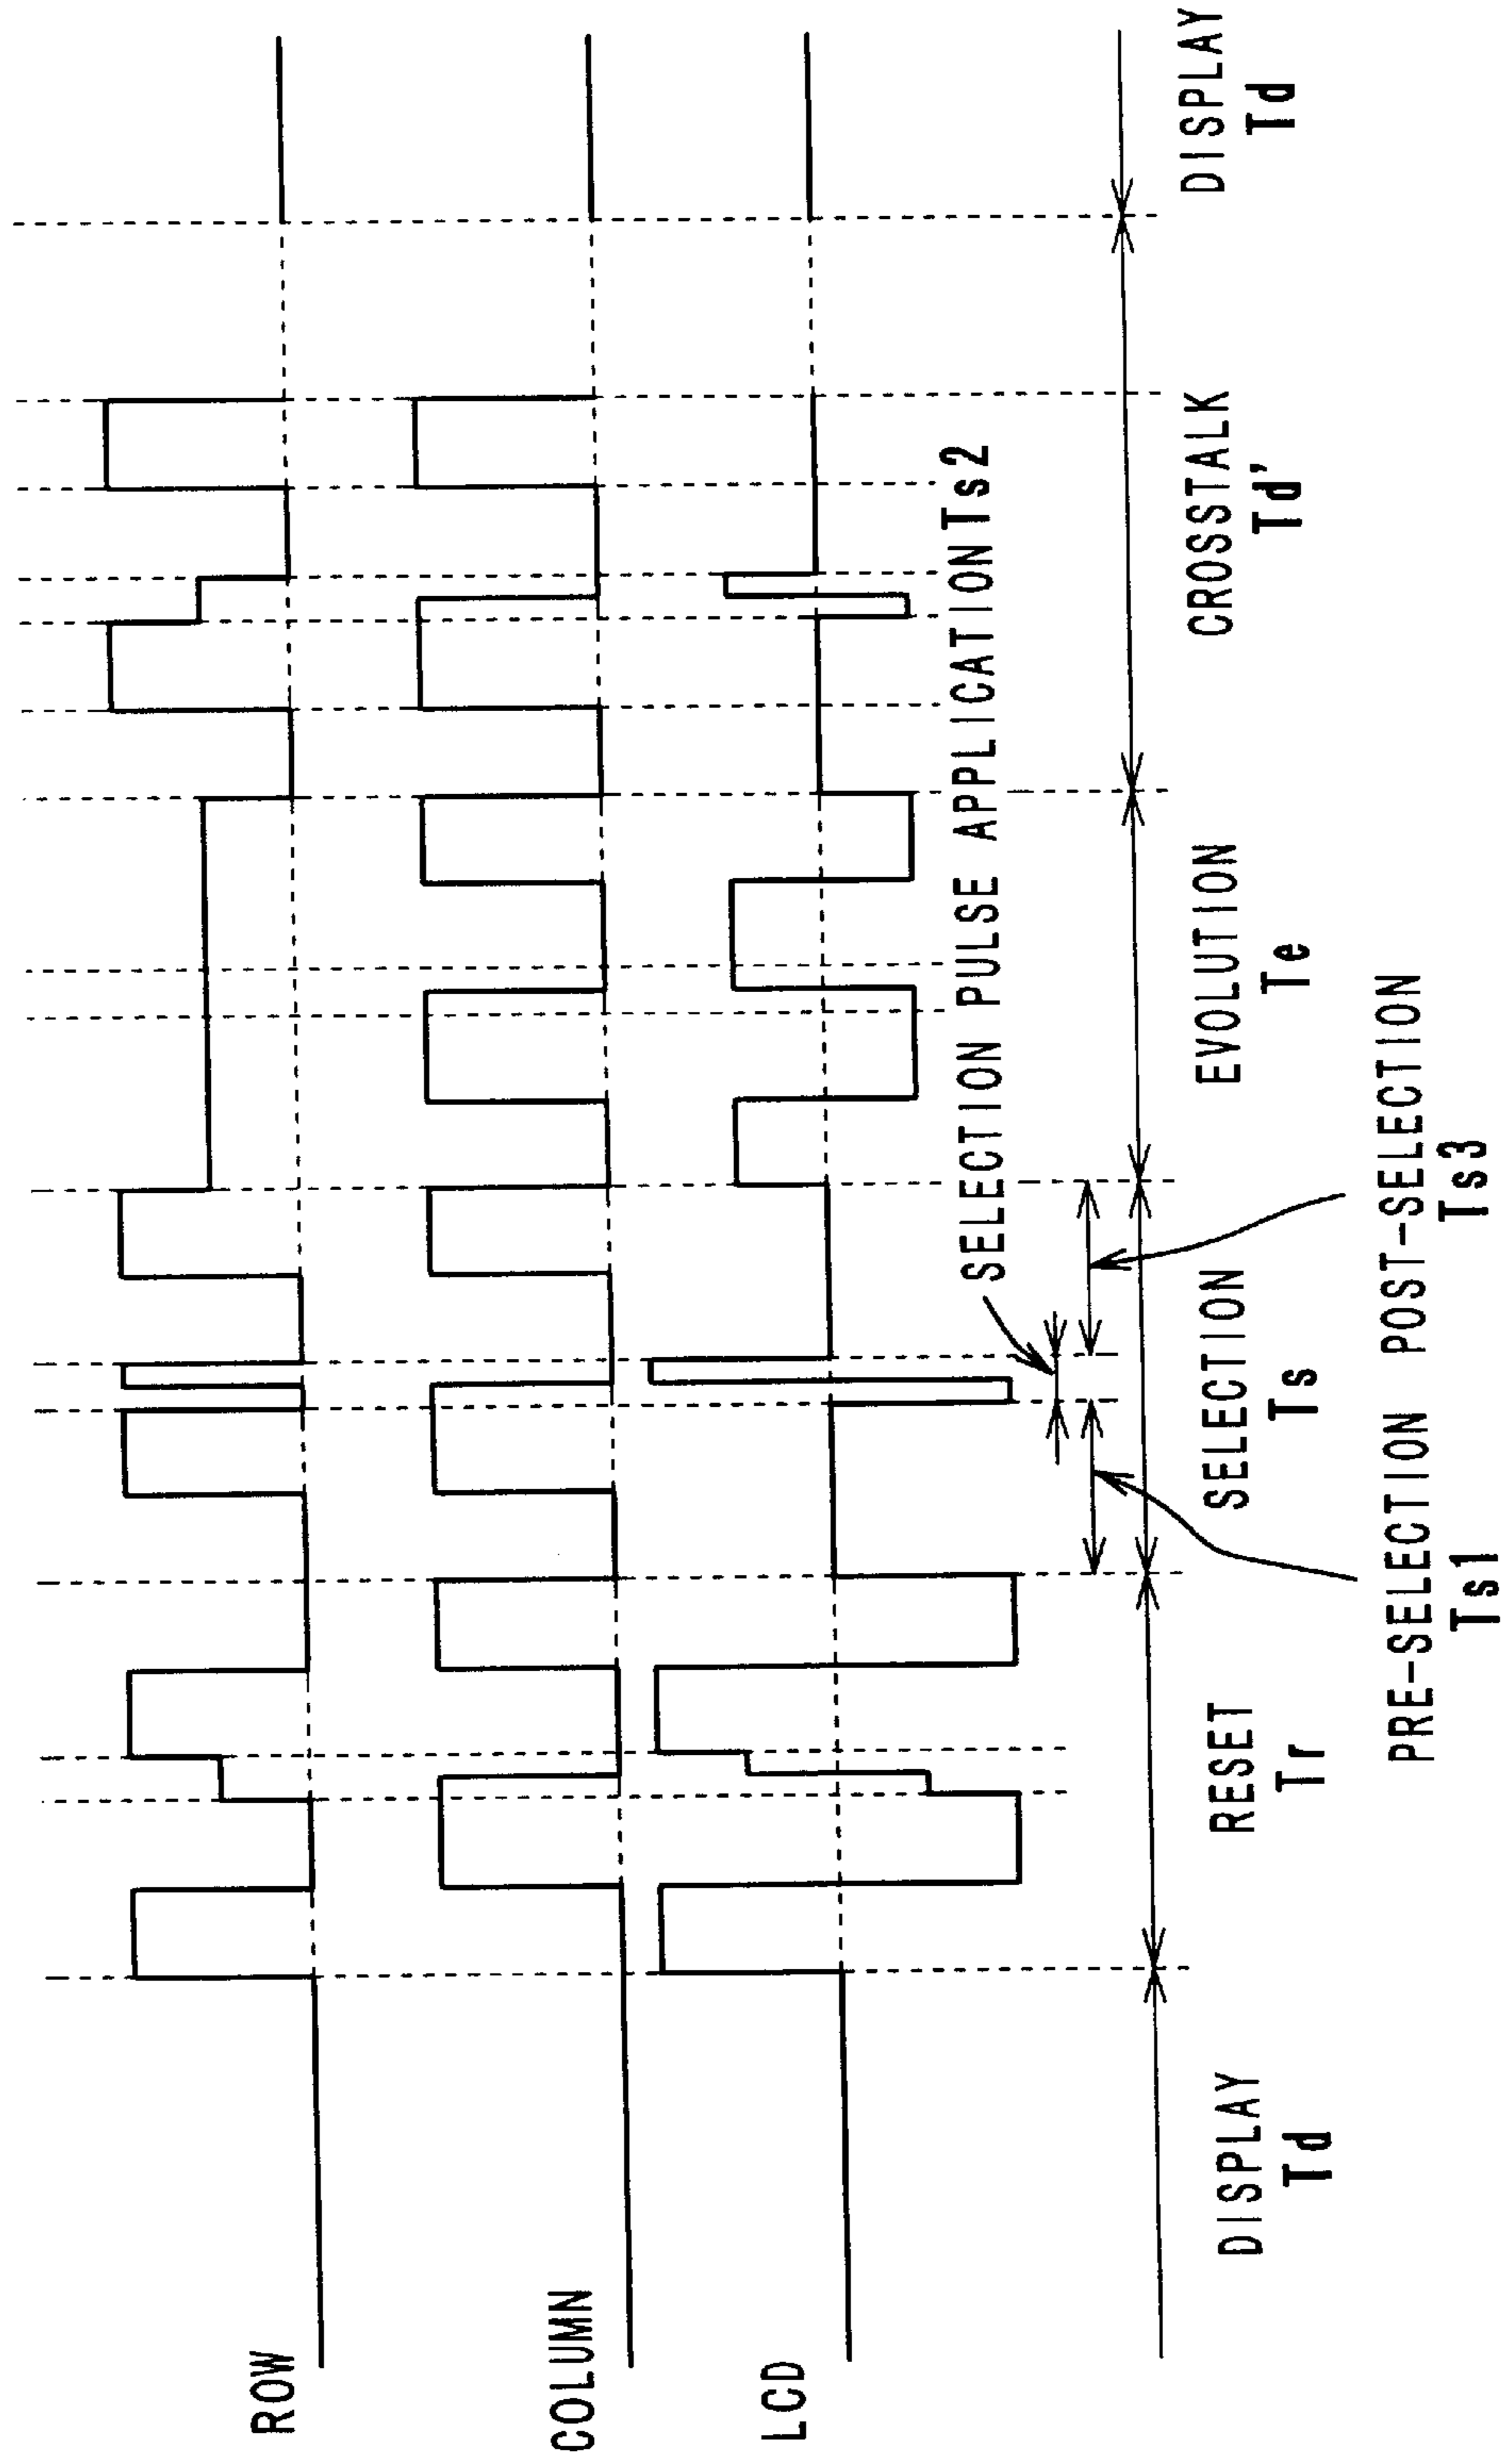 ROW
COLUMN
LCD
SELECTION PULSE APPLICATION Ts2
DISPLAY
Td
RESET
Tr
SELECTION
Ts
EVOLUTION
Te
CROSSTALK
Td'
DISPLAY
Td
PRE-SELECTION
Ts1
POST-SELECTION
Ts3